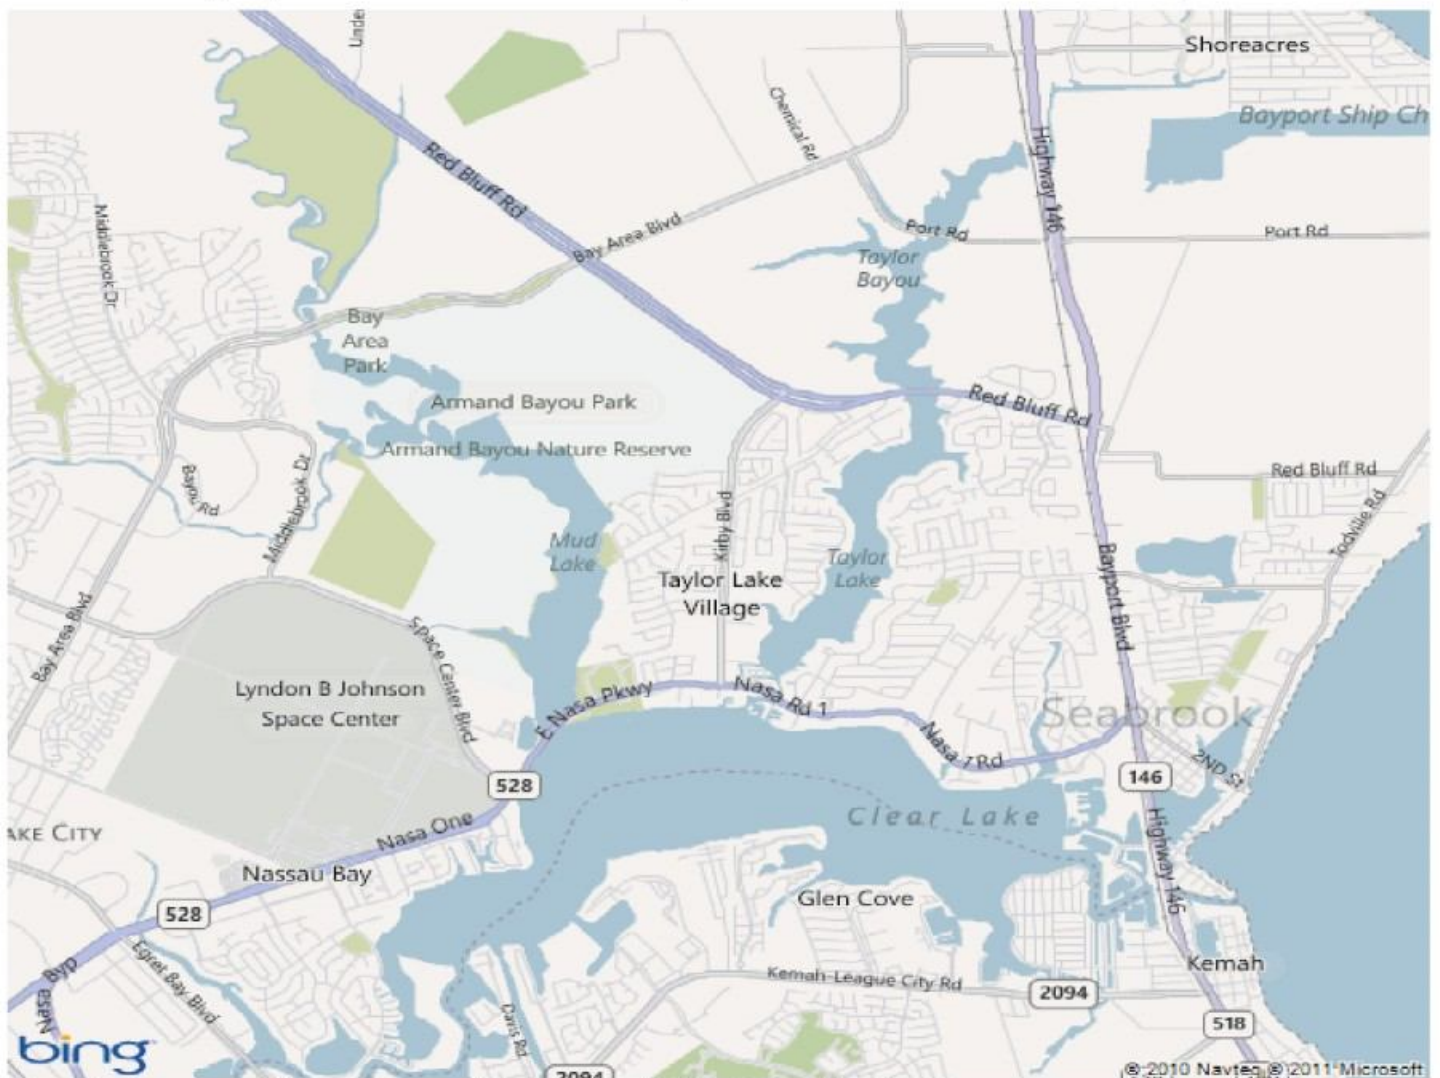 Unde
Shoreacres
Bayport Ship Ch
Chemical Rd
Highway 146
Red Bluff Rd
Middlebrook Dr
Bay Area Blvd
Port Rd
Port Rd
Taylor
Bayou
Bay
Area
Park
Armand Bayou Park
Red Bluff Rd
Armand Bayou Nature Reserve
Red Bluff Rd
Bayou Rd
Middlebrook Dr
Kirby Blvd
Todville Rd
Mud
Lake
Taylor
Lake
Taylor Lake
Village
Bayport Blvd
Bay Area Blvd
Space Center Blvd
Lyndon B Johnson
Space Center
E Nasa Pkwy
Nasa Rd 1
Seabrook
Nasa 1 Rd
2ND ST
528
146
Clear Lake
AKE CITY
Nasa One
Highway 146
Nassau Bay
Glen Cove
528
Egret Bay Blvd
Nasa Byp
Kemah
Kemah-League City Rd
2094
518
Davis Rd
bing
2094
© 2010 Navteq © 2011 Microsoft